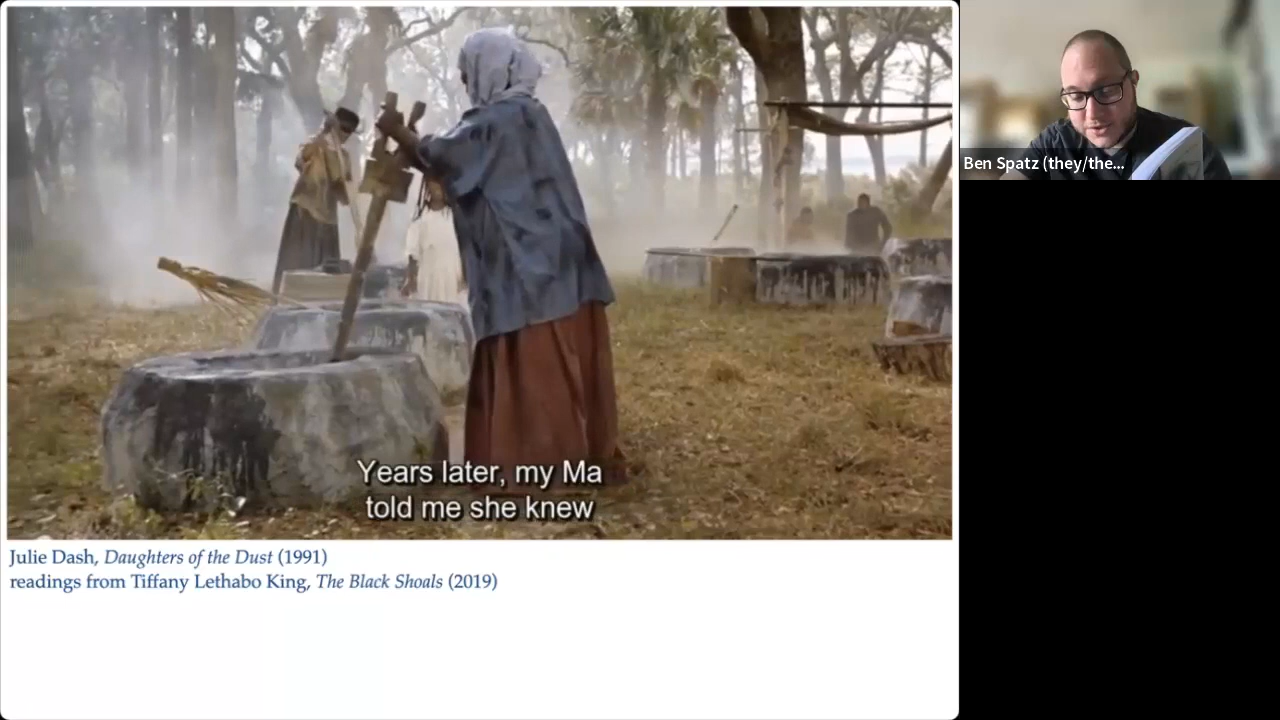 Years later, my Ma
told me she knew
Julie Dash, Daughters of the Dust (1991)
readings from Tiffany Lethabo King, The Black Shoals (2019)
Ben Spatz (they/the...